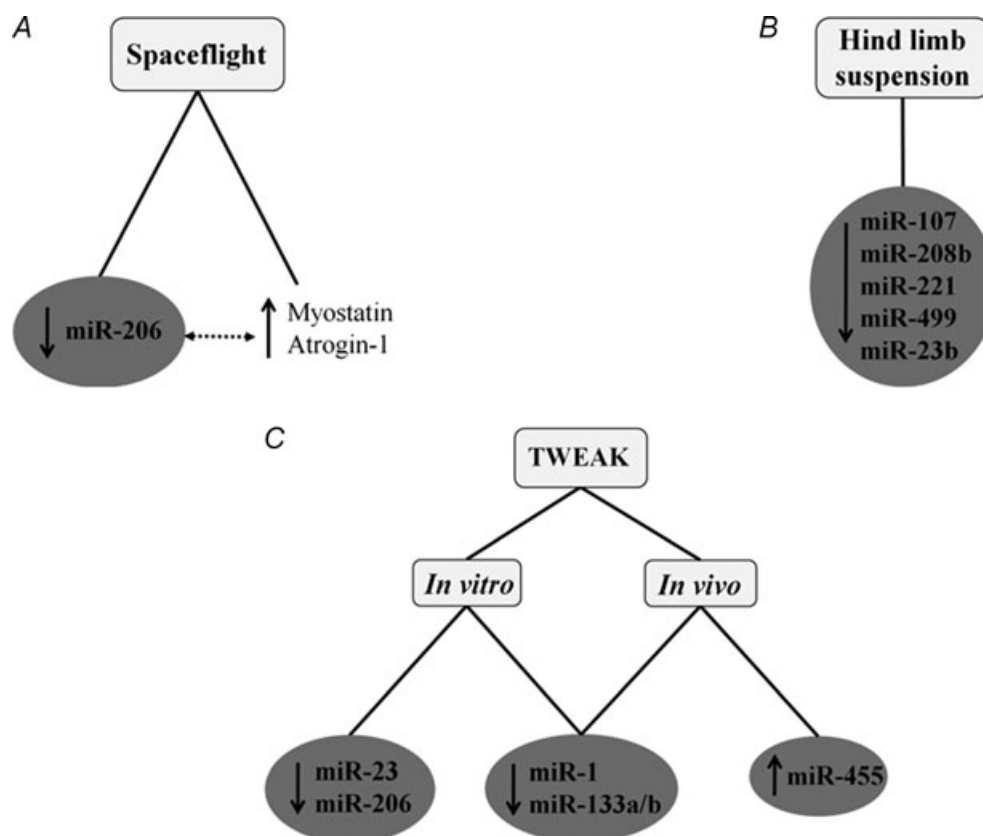 A
Spaceflight
miR-206
Myostatin
Atrogin-1
B
Hind limb
suspension
miR-107
miR-208b
miR-221
miR-499
miR-23b
C
TWEAK
In vitro
In vivo
miR-23
miR-206
miR-1
miR-133a/b
miR-455